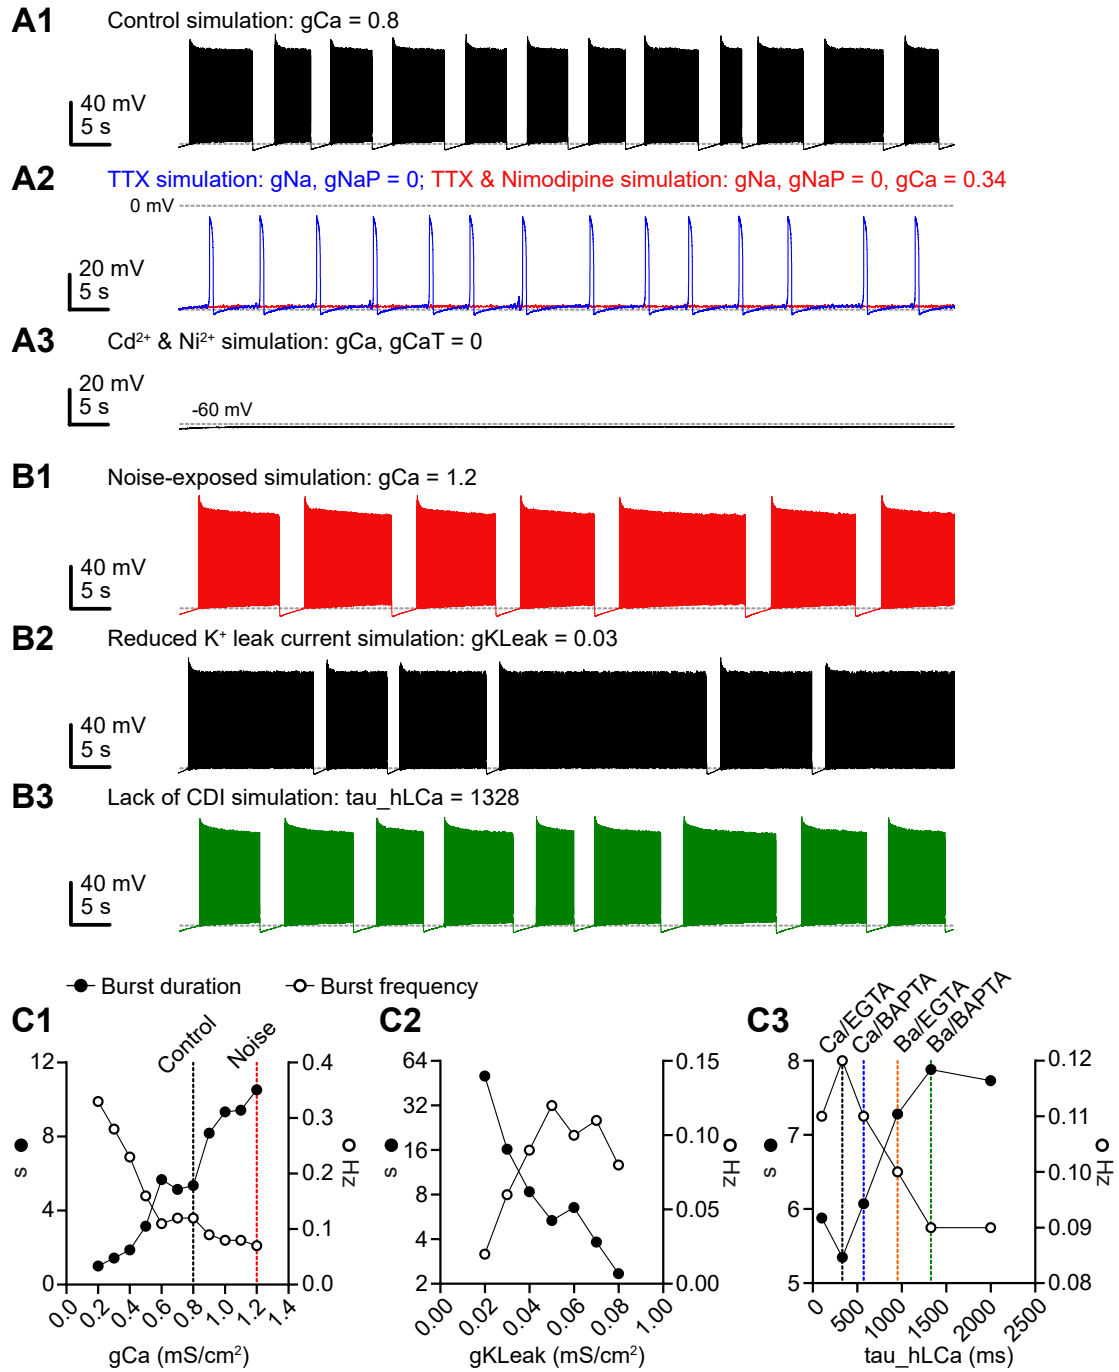 A1 Control simulation: gCa = 0.8
40 mV
5 s
A2 TTX simulation: gNa, gNaP = 0; TTX & Nimodipine simulation: gNa, gNaP = 0, gCa = 0.34
0 mV
20 mV
5 s
A3 Cd²⁺ & Ni²⁺ simulation: gCa, gCaT = 0
20 mV
5 s
-60 mV
B1 Noise-exposed simulation: gCa = 1.2
40 mV
5 s
B2 Reduced K⁺ leak current simulation: gKLeak = 0.03
40 mV
5 s
B3 Lack of CDI simulation: tau_hLCa = 1328
40 mV
5 s
Burst duration Burst frequency
C1
Control
Noise
12
8
4
0
s
0.4
0.3
0.2
0.1
0.0
Hz
0.0 0.2 0.4 0.6 0.8 1.0 1.2 1.4
gCa (mS/cm²)
C2
64
32
16
8
4
2
s
0.15
0.10
0.05
0.00
Hz
0.00 0.02 0.04 0.06 0.08 1.00
gKLeak (mS/cm²)
C3
Ca/EGTA
Ca/BAPTA
Ba/EGTA
Ba/BAPTA
8
7
6
5
s
0.12
0.11
0.10
0.09
0.08
Hz
0 500 1000 1500 2000 2500
tau_hLCa (ms)